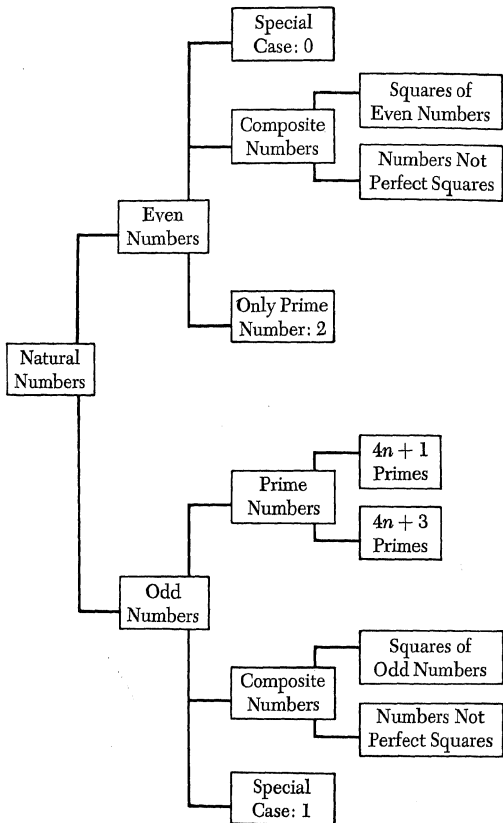 Special
Case: 0
Composite
Numbers
Squares of
Even Numbers
Numbers Not
Perfect Squares
Even
Numbers
Only Prime
Number: 2
Natural
Numbers
Prime
Numbers
4n + 1
Primes
4n + 3
Primes
Odd
Numbers
Composite
Numbers
Squares of
Odd Numbers
Numbers Not
Perfect Squares
Special
Case: 1